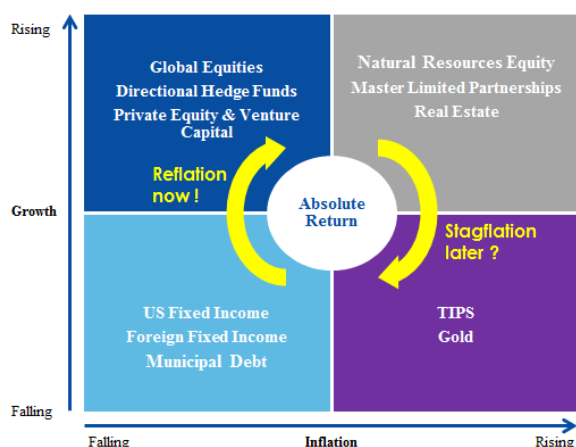 Rising
Global Equities
Directional Hedge Funds
Private Equity & Venture
Capital
Natural Resources Equity
Master Limited Partnerships
Real Estate
Reflation
now !
Growth
Absolute
Return
Stagflation
later ?
US Fixed Income
Foreign Fixed Income
Municipal Debt
TIPS
Gold
Falling
Falling
Inflation
Rising